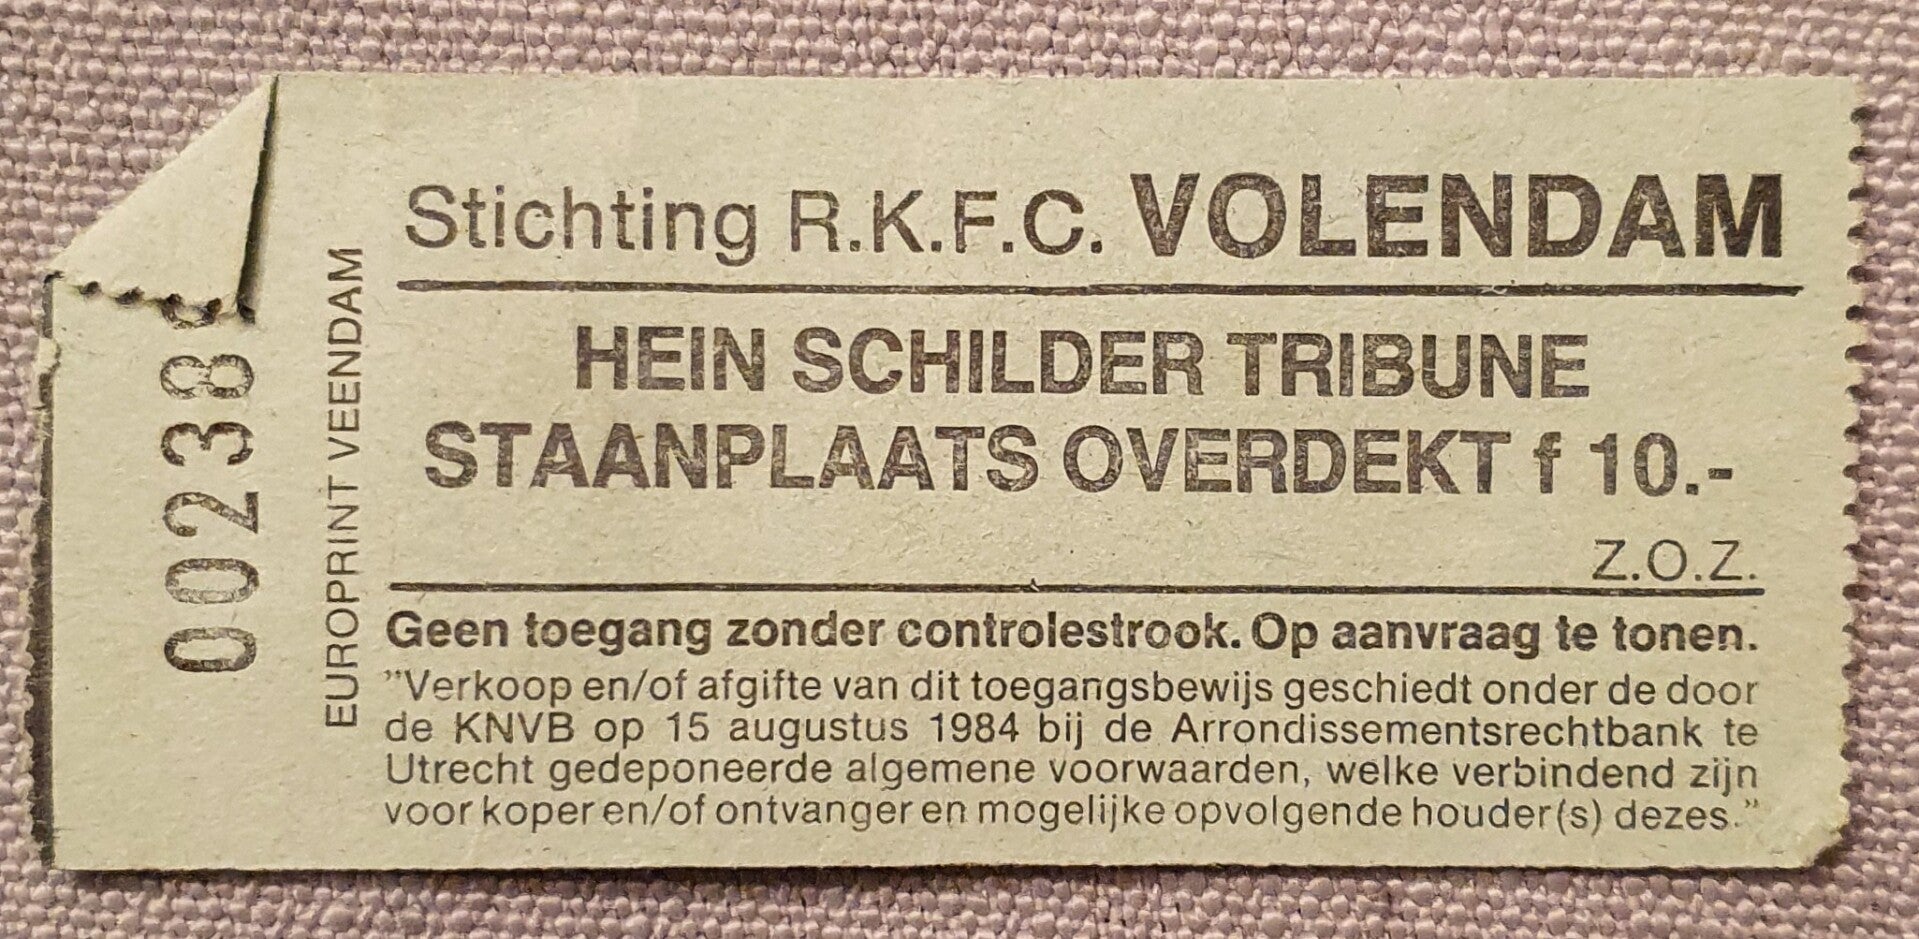 Stichting R.K.F.C. VOLENDAM
HEIN SCHILDER TRIBUNE
STAANPLAATS OVERDEKT f 10.-
Z.O.Z.
Geen toegang zonder controlestrook. Op aanvraag te tonen.
"Verkoop en/of afgifte van dit toegangsbewijs geschiedt onder de door
de KNVB op 15 augustus 1984 bij de Arrondissementsrechtbank te
Utrecht gedeponeerde algemene voorwaarden, welke verbindend zijn
voor koper en/of ontvanger en mogelijke opvolgende houder(s) dezes."
EUROPRINT VEENDAM